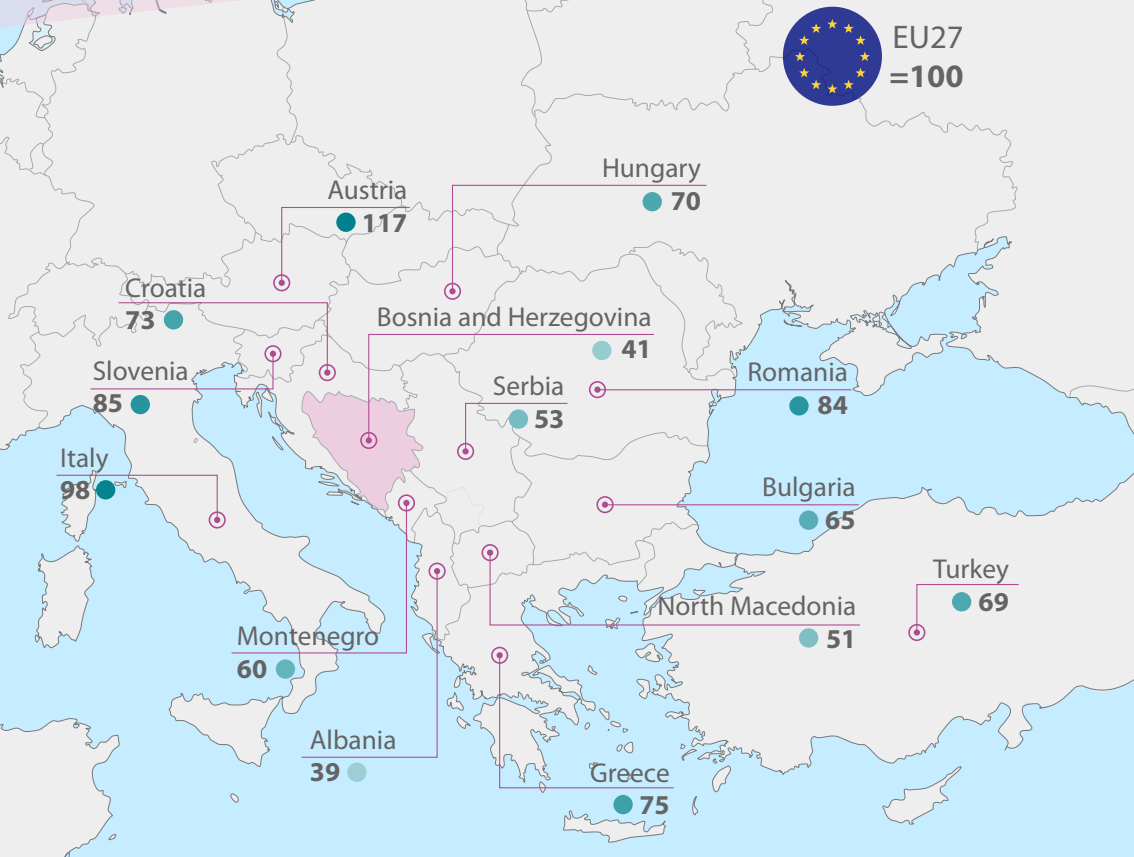 EU27
=100
Hungary
70
Austria
117
Croatia
73
Bosnia and Herzegovina
41
Slovenia
85
Serbia
53
Romania
84
Italy
98
Bulgaria
65
Turkey
69
North Macedonia
51
Montenegro
60
Albania
39
Greece
75